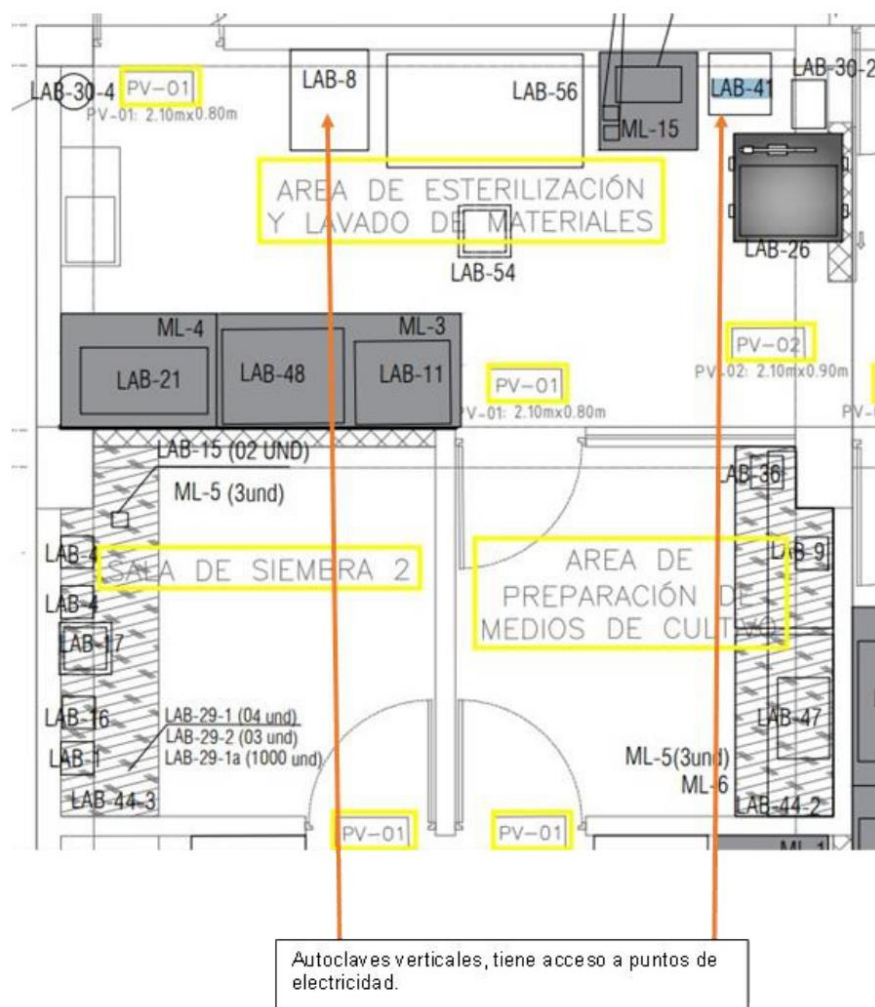 LAB-8
LAB-56
LAB-41
LAB-30-2
LAB-30-4
PV-01
PV-01: 2.10mx0.80m
ML-15
AREA DE ESTERILIZACIÓN
Y LAVADO DE MATERIALES
LAB-26
LAB-54
ML-4
ML-3
LAB-21
LAB-48
LAB-11
PV-02
PV-02: 2.10mx0.90m
PV-01
PV-01: 2.10mx0.80m
LAB-15 (02 UND)
ML-5 (3und)
LAB-36
LAB-4
SALA DE SIEMBRA 2
AREA DE
PREPARACIÓN DE
MEDIOS DE CULTIVO
LAB-9
LAB-4
LAB-17
LAB-16
LAB-1
LAB-29-1 (04 und)
LAB-29-2 (03 und)
LAB-29-1a (1000 und)
LAB-44-3
LAB-47
ML-5(3und)
ML-6
LAB-44-2
PV-01
PV-01
Autoclaves verticales, tiene acceso a puntos de
electricidad.